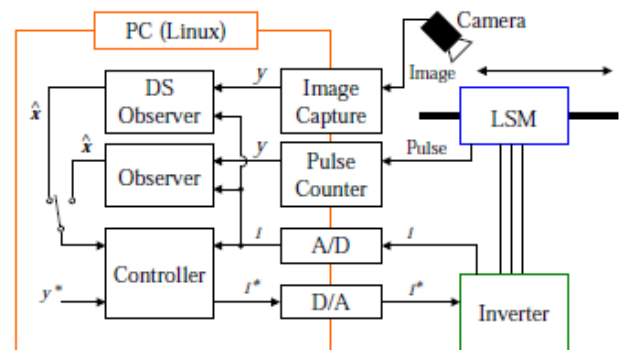 PC (Linux)
Camera
DS
Observer
y
Image
Capture
Image
LSM
x̂
x̂
Observer
y
Pulse
Counter
Pulse
Controller
i
A/D
i
y*
i*
D/A
i*
Inverter